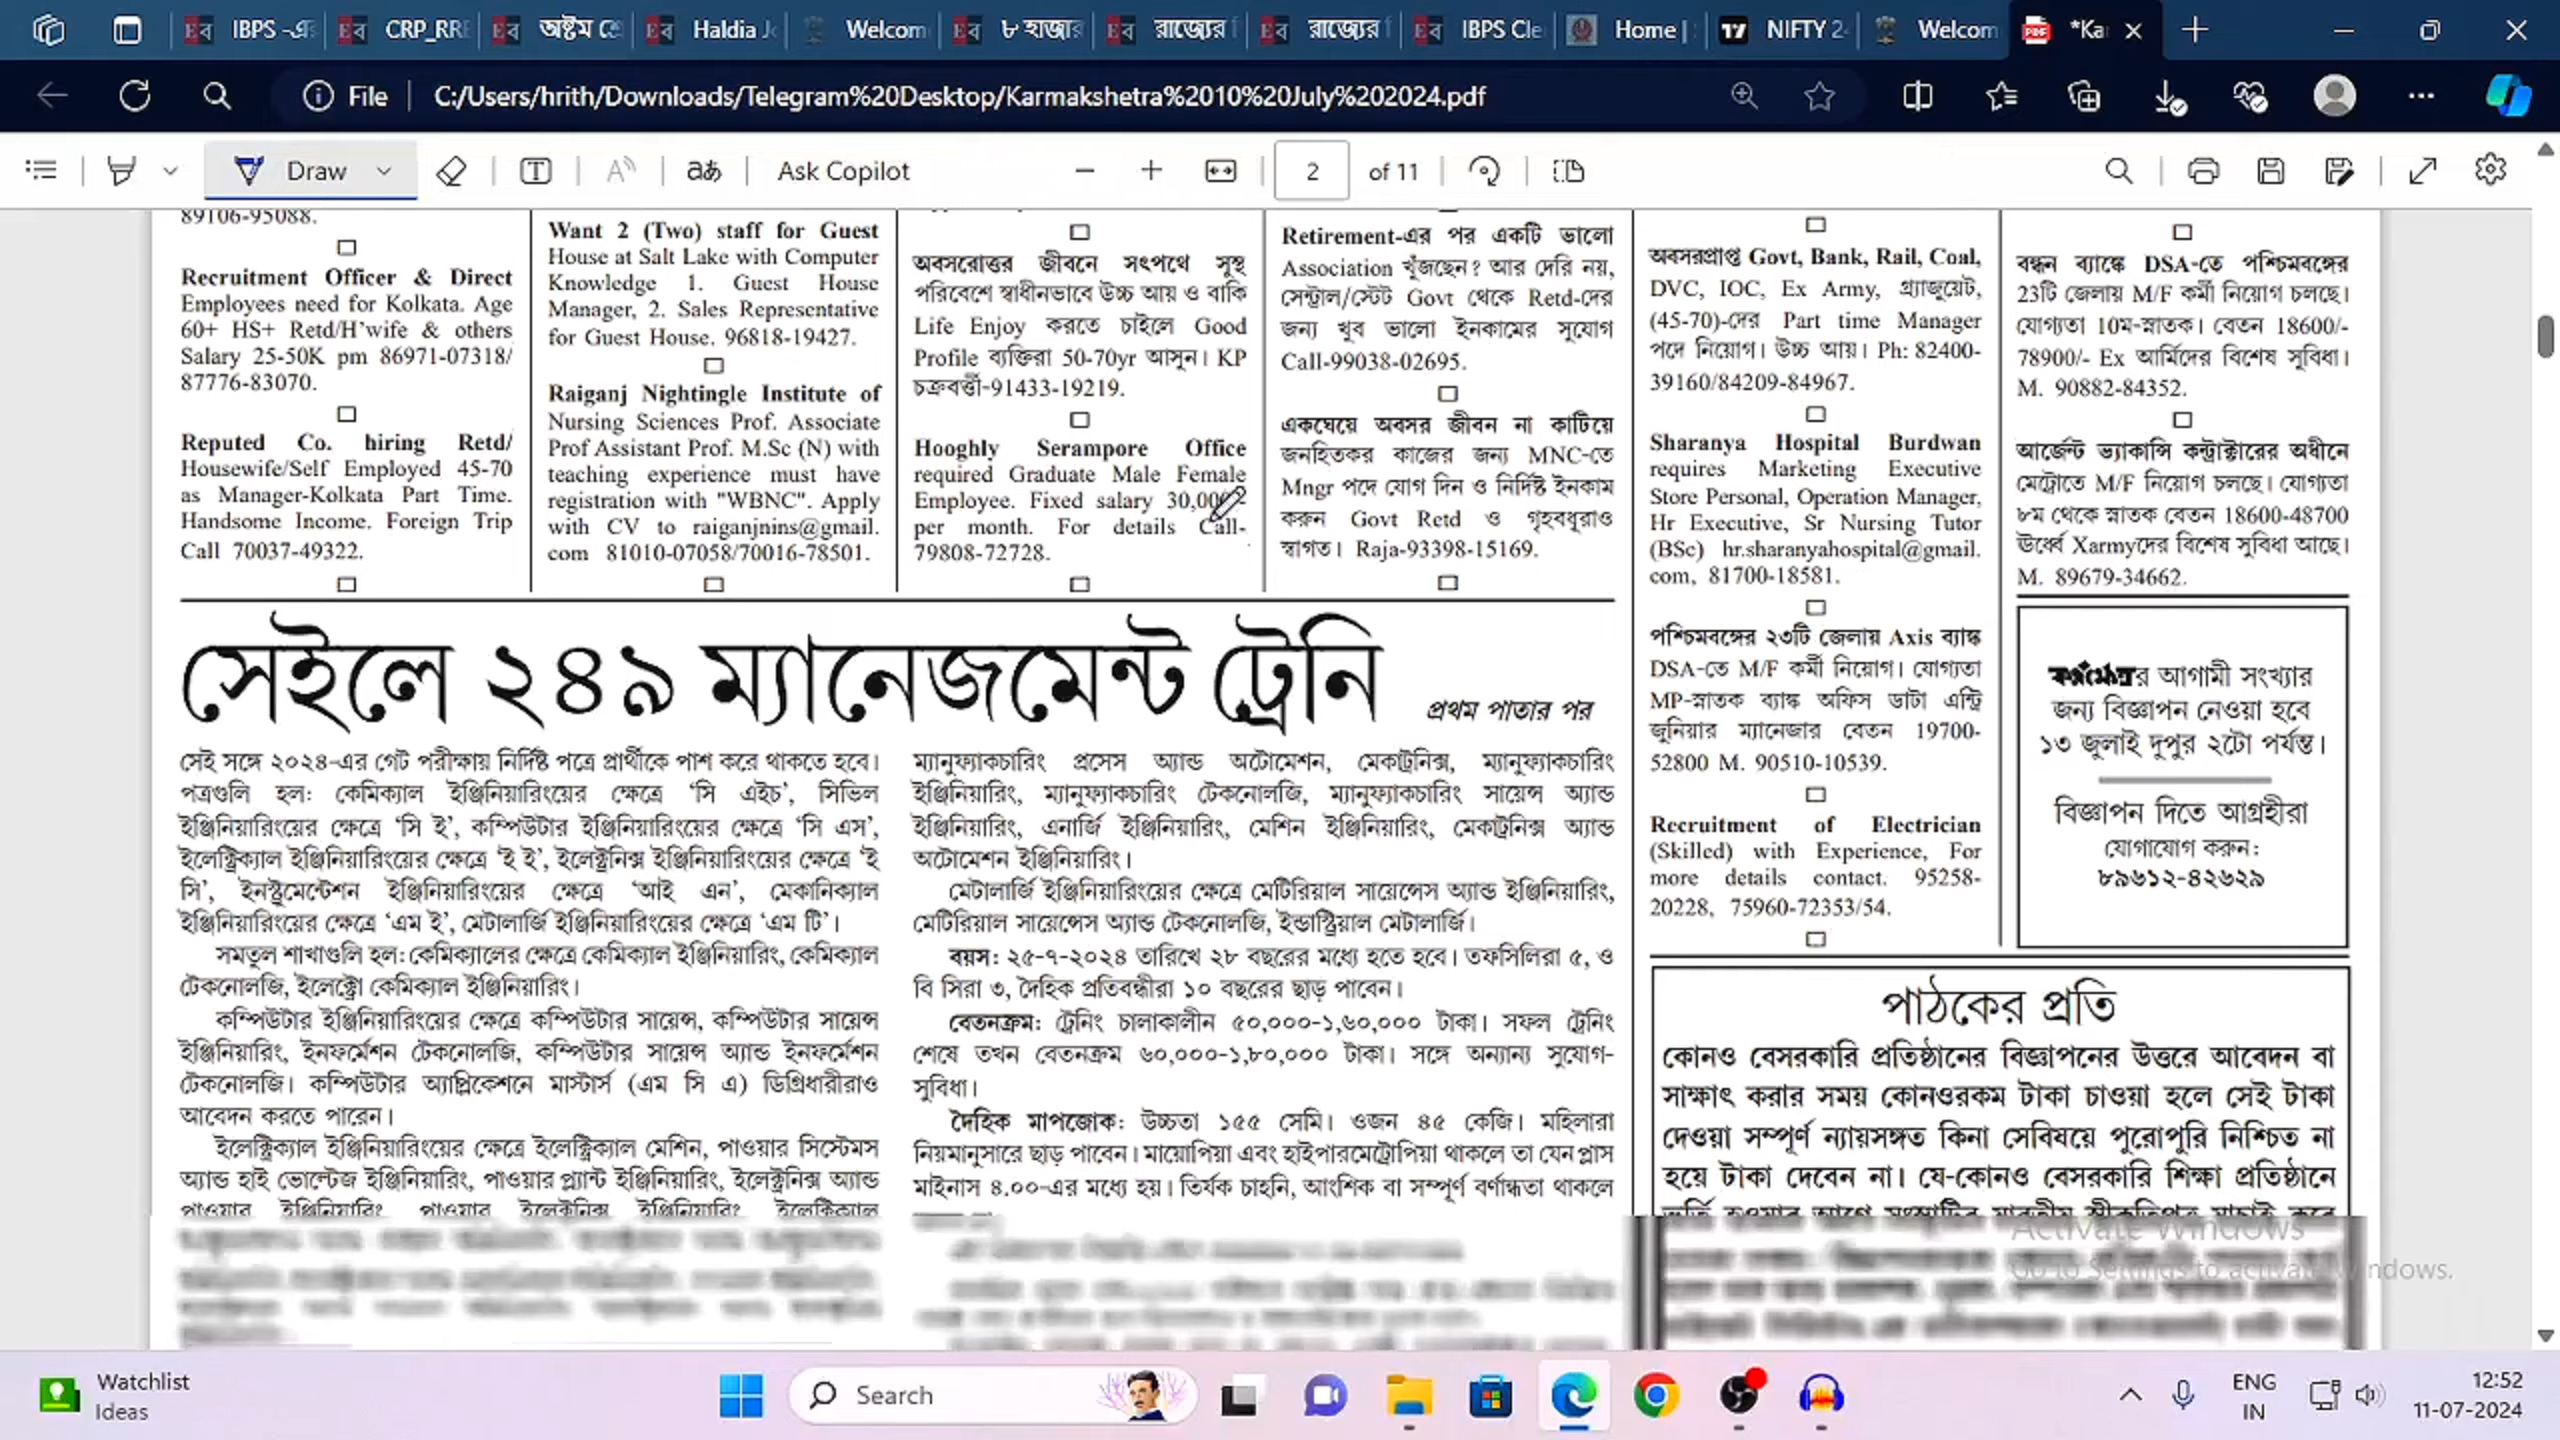 IBPS -এর
CRP_RRB
অষ্টম শ্রে
Haldia Jo
Welcom
৮ হাজার
রাজ্যের
রাজ্যের
IBPS Cle
Home |
NIFTY 24
Welcom
*Ka
File
C:/Users/hrith/Downloads/Telegram%20Desktop/Karmakshetra%2010%20July%202024.pdf
Draw
Ask Copilot
2
of 11
89106-95088.
Recruitment Officer & Direct
Employees need for Kolkata. Age
60+ HS+ Retd/H'wife & others
Salary 25-50K pm 86971-07318/
87776-83070.
Reputed Co. hiring Retd/
Housewife/Self Employed 45-70
as Manager-Kolkata Part Time.
Handsome Income. Foreign Trip
Call 70037-49322.
Want 2 (Two) staff for Guest
House at Salt Lake with Computer
Knowledge 1. Guest House
Manager, 2. Sales Representative
for Guest House. 96818-19427.
Raiganj Nightingle Institute of
Nursing Sciences Prof. Associate
Prof Assistant Prof. M.Sc (N) with
teaching experience must have
registration with "WBNC". Apply
with CV to raiganjnins@gmail.
com 81010-07058/70016-78501.
অবসরোত্তর জীবনে সৎপথে সুস্থ
পরিবেশে স্বাধীনভাবে উচ্চ আয় ও বাকি
Life Enjoy করতে চাইলে Good
Profile ব্যক্তিরা 50-70yr আসুন। KP
চক্রবর্ত্তী-91433-19219.
Hooghly Serampore Office
required Graduate Male Female
Employee. Fixed salary 30,000
per month. For details Call-
79808-72728.
Retirement-এর পর একটি ভালো
Association খুঁজছেন? আর দেরি নয়,
সেন্ট্রাল/স্টেট Govt থেকে Retd-দের
জন্য খুব ভালো ইনকামের সুযোগ
Call-99038-02695.
একঘেয়ে অবসর জীবন না কাটিয়ে
জনহিতকর কাজের জন্য MNC-তে
Mngr পদে যোগ দিন ও নির্দিষ্ট ইনকাম
করুন Govt Retd ও গৃহবধূরাও
স্বাগত। Raja-93398-15169.
অবসরপ্রাপ্ত Govt, Bank, Rail, Coal,
DVC, IOC, Ex Army, গ্র্যাজুয়েট,
(45-70)-দের Part time Manager
পদে নিয়োগ। উচ্চ আয়। Ph: 82400-
39160/84209-84967.
Sharanya Hospital Burdwan
requires Marketing Executive
Store Personal, Operation Manager,
Hr Executive, Sr Nursing Tutor
(BSc) hr.sharanyahospital@gmail.
com, 81700-18581.
পশ্চিমবঙ্গের ২৩টি জেলায় Axis ব্যাঙ্ক
DSA-তে M/F কর্মী নিয়োগ। যোগ্যতা
MP-স্নাতক ব্যাঙ্ক অফিস ডাটা এন্ট্রি
জুনিয়ার ম্যানেজার বেতন 19700-
52800 M. 90510-10539.
Recruitment of Electrician
(Skilled) with Experience, For
more details contact. 95258-
20228, 75960-72353/54.
বন্ধন ব্যাঙ্কে DSA-তে পশ্চিমবঙ্গের
23টি জেলায় M/F কর্মী নিয়োগ চলছে।
যোগ্যতা 10ম-স্নাতক। বেতন 18600/-
78900/- Ex আর্মিদের বিশেষ সুবিধা।
M. 90882-84352.
আর্জেন্ট ভ্যাকান্সি কন্ট্রাক্টারের অধীনে
মেট্রোতে M/F নিয়োগ চলছে। যোগ্যতা
৮ম থেকে স্নাতক বেতন 18600-48700
ঊর্ধ্বে Xarmyদের বিশেষ সুবিধা আছে।
M. 89679-34662.
র আগামী সংখ্যার
জন্য বিজ্ঞাপন নেওয়া হবে
১৩ জুলাই দুপুর ২টো পর্যন্ত।
বিজ্ঞাপন দিতে আগ্রহীরা
যোগাযোগ করুন:
৮৯৬১২-৪২৬২৯
সেইলে ২৪৯ ম্যানেজমেন্ট ট্রেনি
প্রথম পাতার পর
সেই সঙ্গে ২০২৪-এর গেট পরীক্ষায় নির্দিষ্ট পত্রে প্রার্থীকে পাশ করে থাকতে হবে।
পত্রগুলি হল: কেমিক্যাল ইঞ্জিনিয়ারিংয়ের ক্ষেত্রে ‘সি এইচ’, সিভিল
ইঞ্জিনিয়ারিংয়ের ক্ষেত্রে ‘সি ই’, কম্পিউটার ইঞ্জিনিয়ারিংয়ের ক্ষেত্রে ‘সি এস’,
ইলেক্ট্রিক্যাল ইঞ্জিনিয়ারিংয়ের ক্ষেত্রে ‘ই ই’, ইলেক্ট্রনিক্স ইঞ্জিনিয়ারিংয়ের ক্ষেত্রে ‘ই
সি’, ইনস্ট্রুমেন্টেশন ইঞ্জিনিয়ারিংয়ের ক্ষেত্রে ‘আই এন’, মেকানিক্যাল
ইঞ্জিনিয়ারিংয়ের ক্ষেত্রে ‘এম ই’, মেটালার্জি ইঞ্জিনিয়ারিংয়ের ক্ষেত্রে ‘এম টি’।
সমতুল শাখাগুলি হল: কেমিক্যালের ক্ষেত্রে কেমিক্যাল ইঞ্জিনিয়ারিং, কেমিক্যাল
টেকনোলজি, ইলেক্ট্রো কেমিক্যাল ইঞ্জিনিয়ারিং।
কম্পিউটার ইঞ্জিনিয়ারিংয়ের ক্ষেত্রে কম্পিউটার সায়েন্স, কম্পিউটার সায়েন্স
ইঞ্জিনিয়ারিং, ইনফর্মেশন টেকনোলজি, কম্পিউটার সায়েন্স অ্যান্ড ইনফর্মেশন
টেকনোলজি। কম্পিউটার অ্যাপ্লিকেশনে মাস্টার্স (এম সি এ) ডিগ্রিধারীরাও
আবেদন করতে পারেন।
ইলেক্ট্রিক্যাল ইঞ্জিনিয়ারিংয়ের ক্ষেত্রে ইলেক্ট্রিক্যাল মেশিন, পাওয়ার সিস্টেমস
অ্যান্ড হাই ভোল্টেজ ইঞ্জিনিয়ারিং, পাওয়ার প্ল্যান্ট ইঞ্জিনিয়ারিং, ইলেক্ট্রনিক্স অ্যান্ড
পাওয়ার ইঞ্জিনিয়ারিং, পাওয়ার ইলেক্ট্রনিক্স ইঞ্জিনিয়ারিং, ইলেক্ট্রিক্যাল
ম্যানুফ্যাকচারিং প্রসেস অ্যান্ড অটোমেশন, মেকাট্রনিক্স, ম্যানুফ্যাকচারিং
ইঞ্জিনিয়ারিং, ম্যানুফ্যাকচারিং টেকনোলজি, ম্যানুফ্যাকচারিং সায়েন্স অ্যান্ড
ইঞ্জিনিয়ারিং, এনার্জি ইঞ্জিনিয়ারিং, মেশিন ইঞ্জিনিয়ারিং, মেকাট্রনিক্স অ্যান্ড
অটোমেশন ইঞ্জিনিয়ারিং।
মেটালার্জি ইঞ্জিনিয়ারিংয়ের ক্ষেত্রে মেটিরিয়াল সায়েন্সেস অ্যান্ড ইঞ্জিনিয়ারিং,
মেটিরিয়াল সায়েন্সেস অ্যান্ড টেকনোলজি, ইন্ডাস্ট্রিয়াল মেটালার্জি।
বয়স: ২৫-৭-২০২৪ তারিখে ২৮ বছরের মধ্যে হতে হবে। তফসিলিরা ৫, ও
বি সিরা ৩, দৈহিক প্রতিবন্ধীরা ১০ বছরের ছাড় পাবেন।
বেতনক্রম: ট্রেনিং চালাকালীন ৫০,০০০-১,৬০,০০০ টাকা। সফল ট্রেনিং
শেষে তখন বেতনক্রম ৬০,০০০-১,৮০,০০০ টাকা। সঙ্গে অন্যান্য সুযোগ-
সুবিধা।
দৈহিক মাপজোক: উচ্চতা ১৫৫ সেমি। ওজন ৪৫ কেজি। মহিলারা
নিয়মানুসারে ছাড় পাবেন। মায়োপিয়া এবং হাইপারমেট্রোপিয়া থাকলে তা যেন প্লাস
মাইনাস ৪.০০-এর মধ্যে হয়। তির্যক চাহনি, আংশিক বা সম্পূর্ণ বর্ণান্ধতা থাকলে
পাঠকের প্রতি
কোনও বেসরকারি প্রতিষ্ঠানের বিজ্ঞাপনের উত্তরে আবেদন বা
সাক্ষাৎ করার সময় কোনওরকম টাকা চাওয়া হলে সেই টাকা
দেওয়া সম্পূর্ণ ন্যায়সঙ্গত কিনা সেবিষয়ে পুরোপুরি নিশ্চিত না
হয়ে টাকা দেবেন না। যে-কোনও বেসরকারি শিক্ষা প্রতিষ্ঠানে
ভর্তি হওয়ার আগে
Activate Windows
Go to Settings to activate Windows.
Watchlist
Ideas
Search
ENG
IN
12:52
11-07-2024